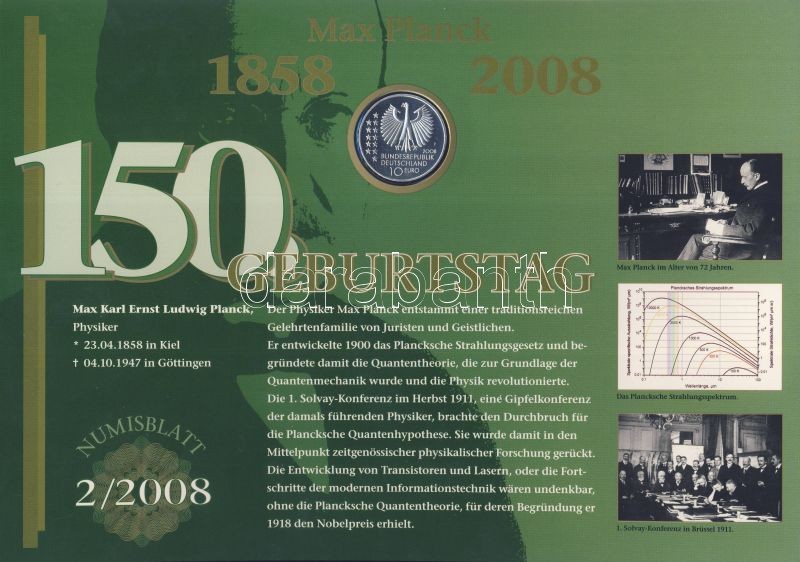 Max Planck
1858 2008
2008
BUNDESREPUBLIK
DEUTSCHLAND
10 EURO
150.
GEBURTSTAG
darabanth
Max Karl Ernst Ludwig Planck,
Physiker
* 23.04.1858 in Kiel
† 04.10.1947 in Göttingen
NUMISBLATT
2/2008
Der Physiker Max Planck entstammt einer traditionsreichen
Gelehrtenfamilie von Juristen und Geistlichen.
Er entwickelte 1900 das Plancksche Strahlungsgesetz und be-
gründete damit die Quantentheorie, die zur Grundlage der
Quantenmechanik wurde und die Physik revolutionierte.
Die 1. Solvay-Konferenz im Herbst 1911, eine Gipfelkonferenz
der damals führenden Physiker, brachte den Durchbruch für
die Plancksche Quantenhypothese. Sie wurde damit in den
Mittelpunkt zeitgenössischer physikalischer Forschung gerückt.
Die Entwicklung von Transistoren und Lasern, oder die Fort-
schritte der modernen Informationstechnik wären undenkbar,
ohne die Plancksche Quantentheorie, für deren Begründung er
1918 den Nobelpreis erhielt.
Max Planck im Alter von 72 Jahren.
Plancksches Strahlungsspektrum
Wellenlänge, µm
Das Plancksche Strahlungsspektrum.
1. Solvay-Konferenz in Brüssel 1911.